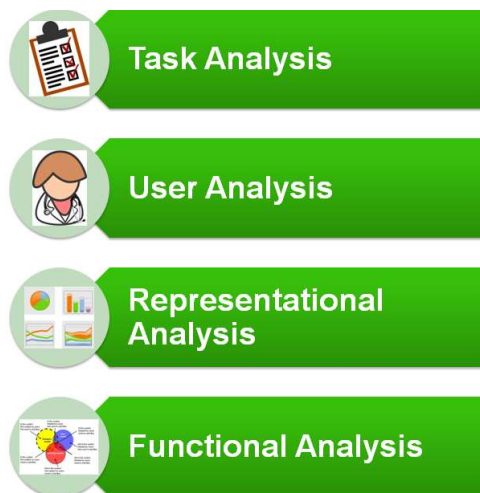 Task Analysis
User Analysis
Representational
Analysis
Functional Analysis